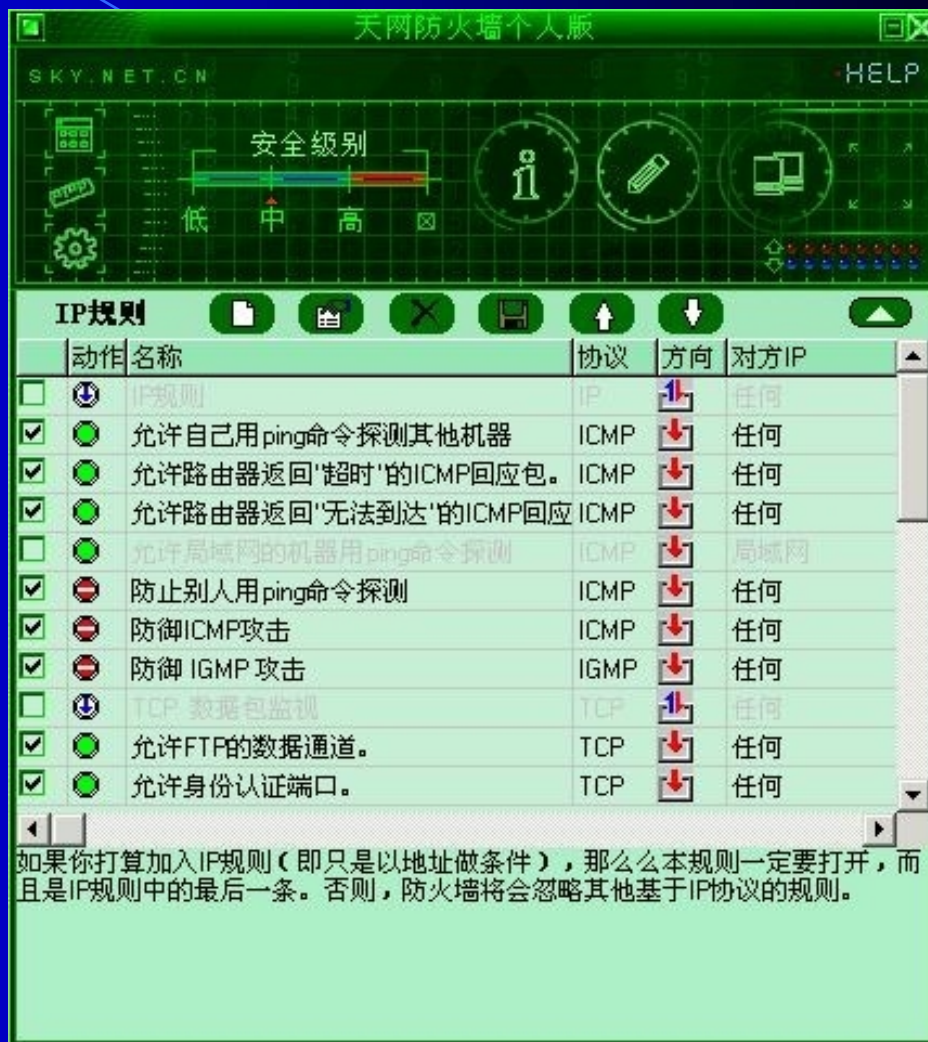 天网防火墙个人版
SKY.NET.CN HELP
安全级别
低 中 高
IP规则
动作 名称 协议 方向 对方IP
IP规则 IP 任何
允许自己用ping命令探测其他机器 ICMP 任何
允许路由器返回'超时'的ICMP回应包。 ICMP 任何
允许路由器返回'无法到达'的ICMP回应 ICMP 任何
允许局域网的机器用ping命令探测 ICMP 局域网
防止别人用ping命令探测 ICMP 任何
防御ICMP攻击 ICMP 任何
防御 IGMP 攻击 IGMP 任何
TCP 数据包监视 TCP 任何
允许FTP的数据通道。 TCP 任何
允许身份认证端口。 TCP 任何
如果你打算加入IP规则(即只是以地址做条件),那么么本规则一定要打开,而
且是IP规则中的最后一条。否则,防火墙将会忽略其他基于IP协议的规则。